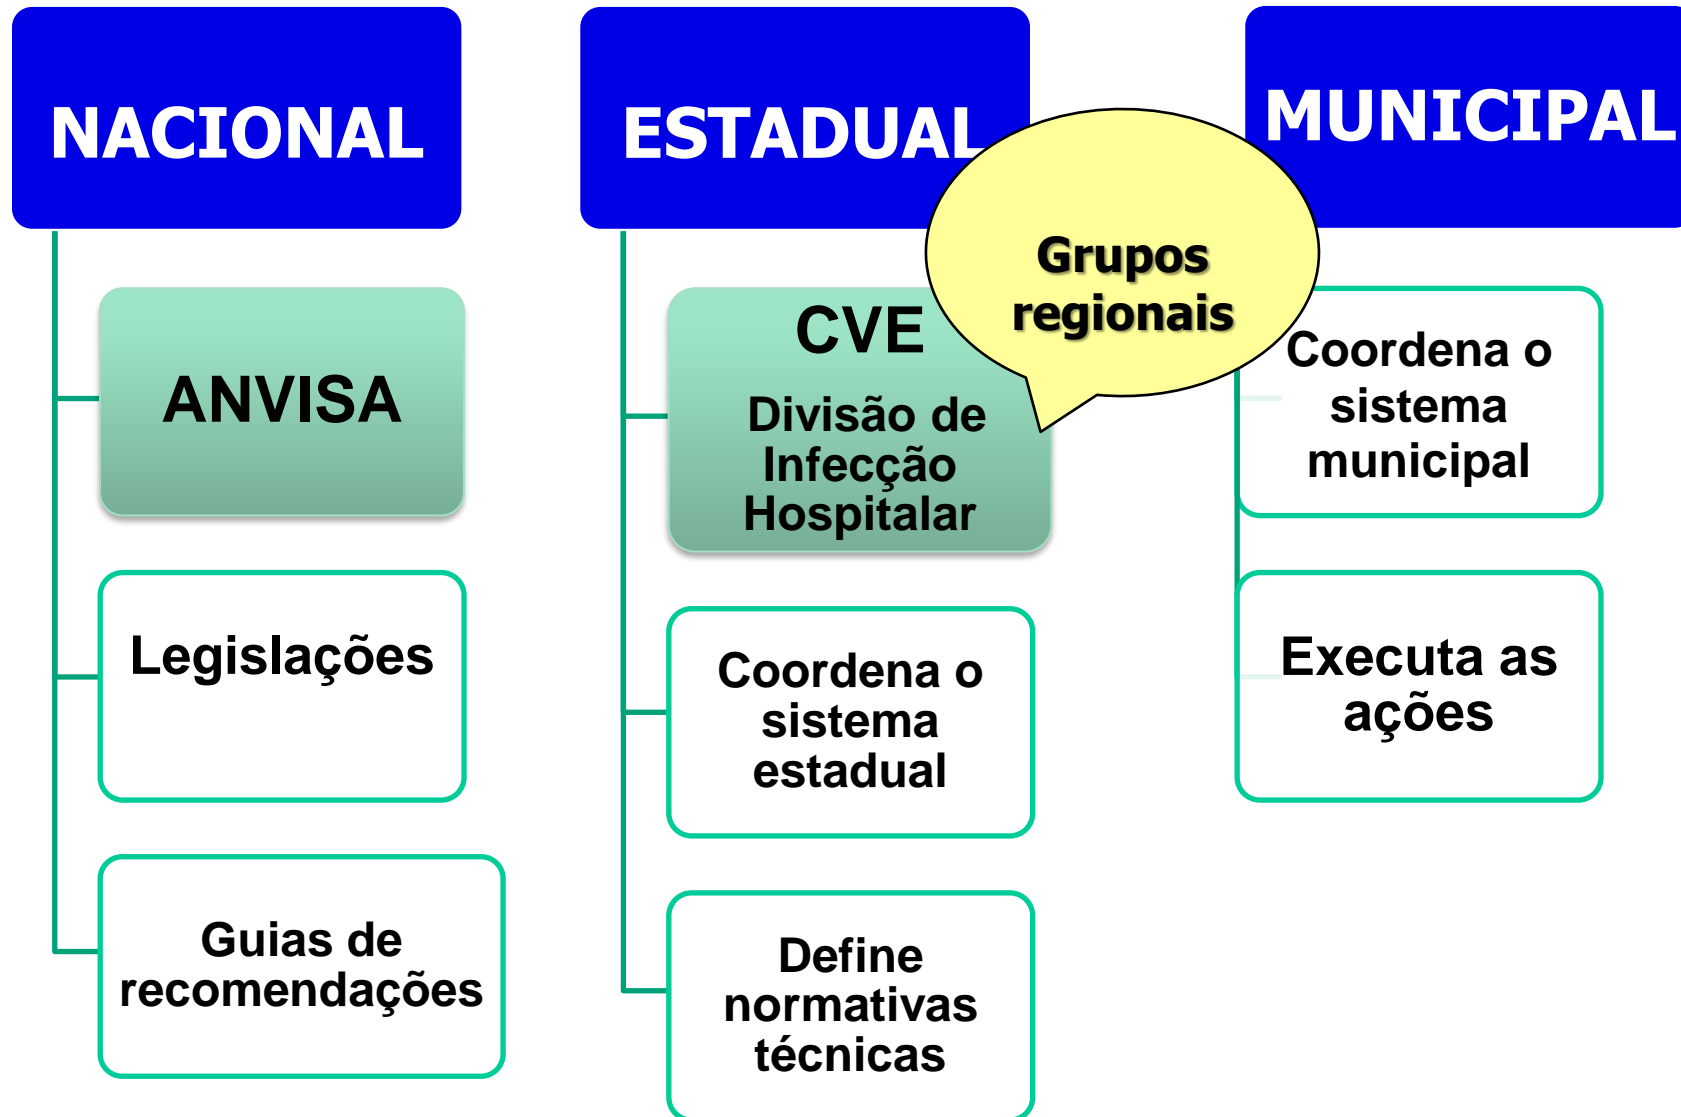 NACIONAL
ANVISA
Legislações
Guias de
recomendações
ESTADUAL
CVE
Divisão de
Infecção
Hospitalar
Grupos
regionais
Coordena o
sistema
estadual
Define
normativas
técnicas
MUNICIPAL
Coordena o
sistema
municipal
Executa as
ações